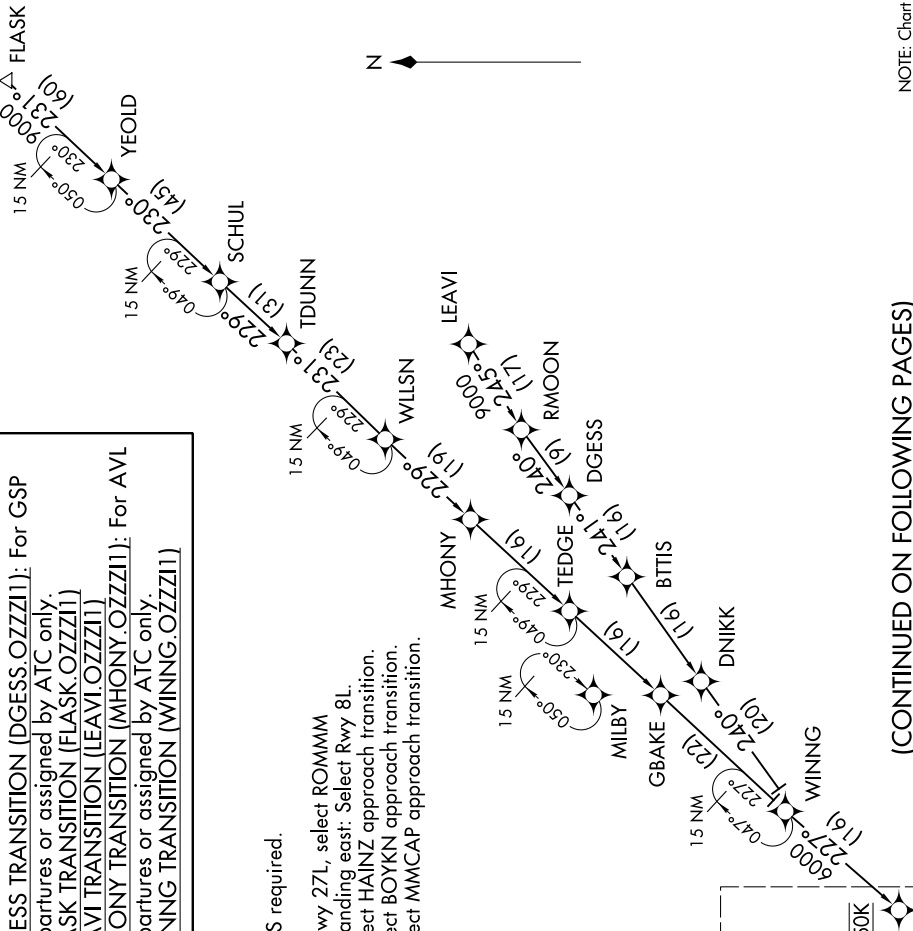 ESS TRANSITION (DGESS.OZZZI1): For GSP
partures or assigned by ATC only.
SK TRANSITION (FLASK.OZZZI1)
VI TRANSITION (LEAVI.OZZZI1)
ONY TRANSITION (MHONY.OZZZI1): For AVL
partures or assigned by ATC only.
NNG TRANSITION (WINNG.OZZZI1)
S required.
wy 27L, select ROMMM
anding east: Select Rwy 8L.
ect HAINZ approach transition.
ect BOYKN approach transition.
ect MMCAP approach transition.
FLASK
9000
231°
(60)
15 NM
230°
050°
YEOLD
230°
(45)
15 NM
229°
049°
SCHUL
229°
(31)
TDUNN
231°
(23)
15 NM
229°
049°
WLLSN
229°
(19)
MHONY
(16)
15 NM
229°
049°
TEDGE
(16)
15 NM
230°
050°
MILBY
GBAKE
(22)
LEAVI
9000
245°
(17)
RMOON
240°
(9)
DGESS
241°
(16)
BTTIS
(16)
DNIKK
240°
(20)
15 NM
227°
047°
WINNG
6000
227°
(16)
50K
N
NOTE: Chart
(CONTINUED ON FOLLOWING PAGES)